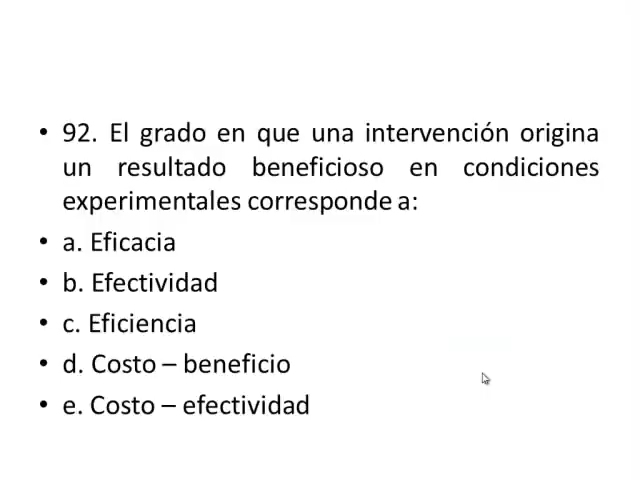 • 92. El grado en que una intervención origina
un resultado beneficioso en condiciones
experimentales corresponde a:
• a. Eficacia
• b. Efectividad
• c. Eficiencia
• d. Costo – beneficio
• e. Costo – efectividad